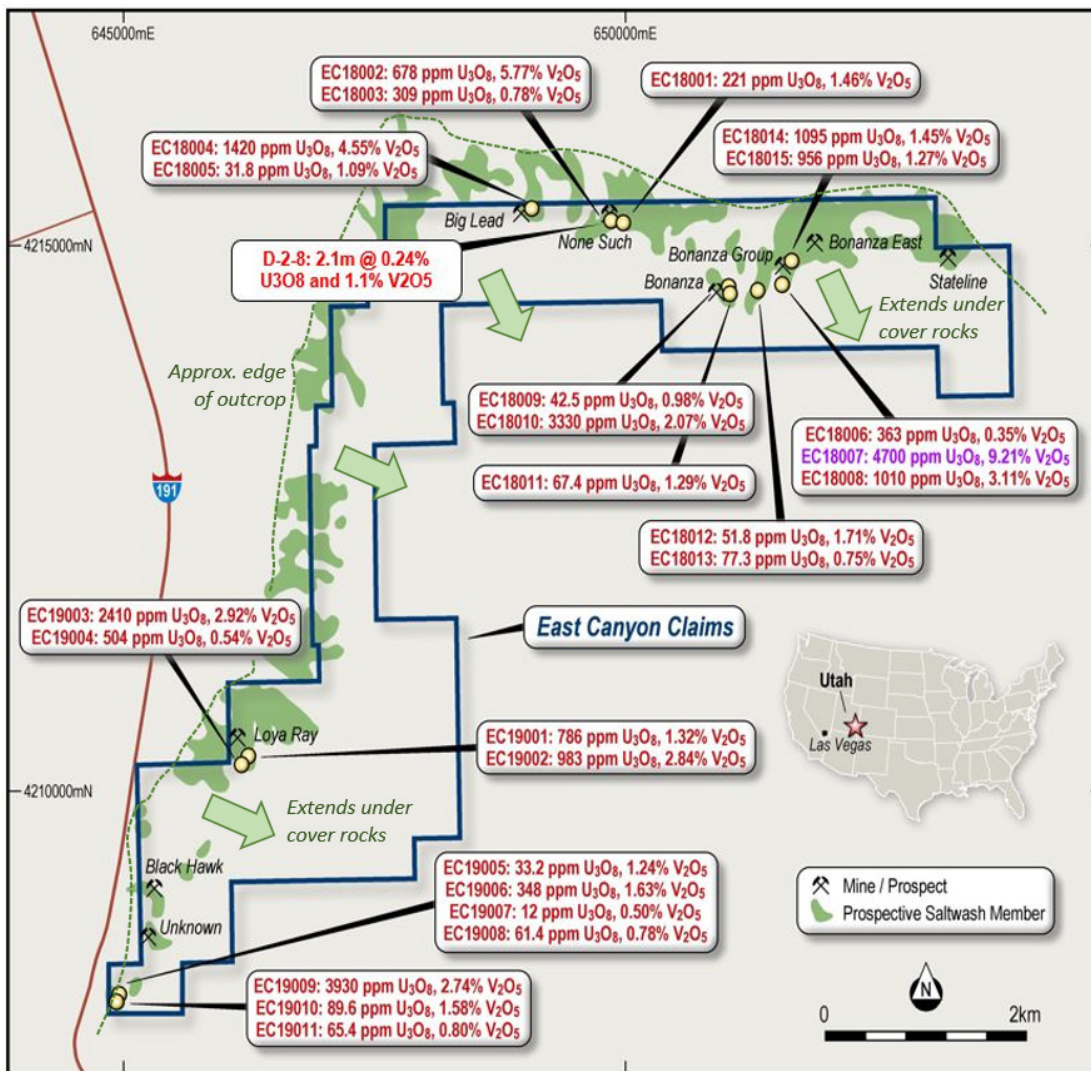 645000mE
650000mE
EC18002: 678 ppm U₃O₈, 5.77% V₂O₅
EC18003: 309 ppm U₃O₈, 0.78% V₂O₅
EC18001: 221 ppm U₃O₈, 1.46% V₂O₅
EC18004: 1420 ppm U₃O₈, 4.55% V₂O₅
EC18005: 31.8 ppm U₃O₈, 1.09% V₂O₅
EC18014: 1095 ppm U₃O₈, 1.45% V₂O₅
EC18015: 956 ppm U₃O₈, 1.27% V₂O₅
Big Lead
None Such
4215000mN
Bonanza East
Bonanza Group
D-2-8: 2.1m @ 0.24%
U3O8 and 1.1% V2O5
Bonanza
Stateline
Extends under
cover rocks
Approx. edge
of outcrop
EC18009: 42.5 ppm U₃O₈, 0.98% V₂O₅
EC18010: 3330 ppm U₃O₈, 2.07% V₂O₅
EC18006: 363 ppm U₃O₈, 0.35% V₂O₅
EC18007: 4700 ppm U₃O₈, 9.21% V₂O₅
EC18008: 1010 ppm U₃O₈, 3.11% V₂O₅
191
EC18011: 67.4 ppm U₃O₈, 1.29% V₂O₅
EC18012: 51.8 ppm U₃O₈, 1.71% V₂O₅
EC18013: 77.3 ppm U₃O₈, 0.75% V₂O₅
EC19003: 2410 ppm U₃O₈, 2.92% V₂O₅
EC19004: 504 ppm U₃O₈, 0.54% V₂O₅
East Canyon Claims
Utah
Las Vegas
Loya Ray
EC19001: 786 ppm U₃O₈, 1.32% V₂O₅
EC19002: 983 ppm U₃O₈, 2.84% V₂O₅
4210000mN
Extends under
cover rocks
Black Hawk
EC19005: 33.2 ppm U₃O₈, 1.24% V₂O₅
EC19006: 348 ppm U₃O₈, 1.63% V₂O₅
EC19007: 12 ppm U₃O₈, 0.50% V₂O₅
EC19008: 61.4 ppm U₃O₈, 0.78% V₂O₅
Mine / Prospect
Prospective Saltwash Member
Unknown
EC19009: 3930 ppm U₃O₈, 2.74% V₂O₅
EC19010: 89.6 ppm U₃O₈, 1.58% V₂O₅
EC19011: 65.4 ppm U₃O₈, 0.80% V₂O₅
N
0
2km